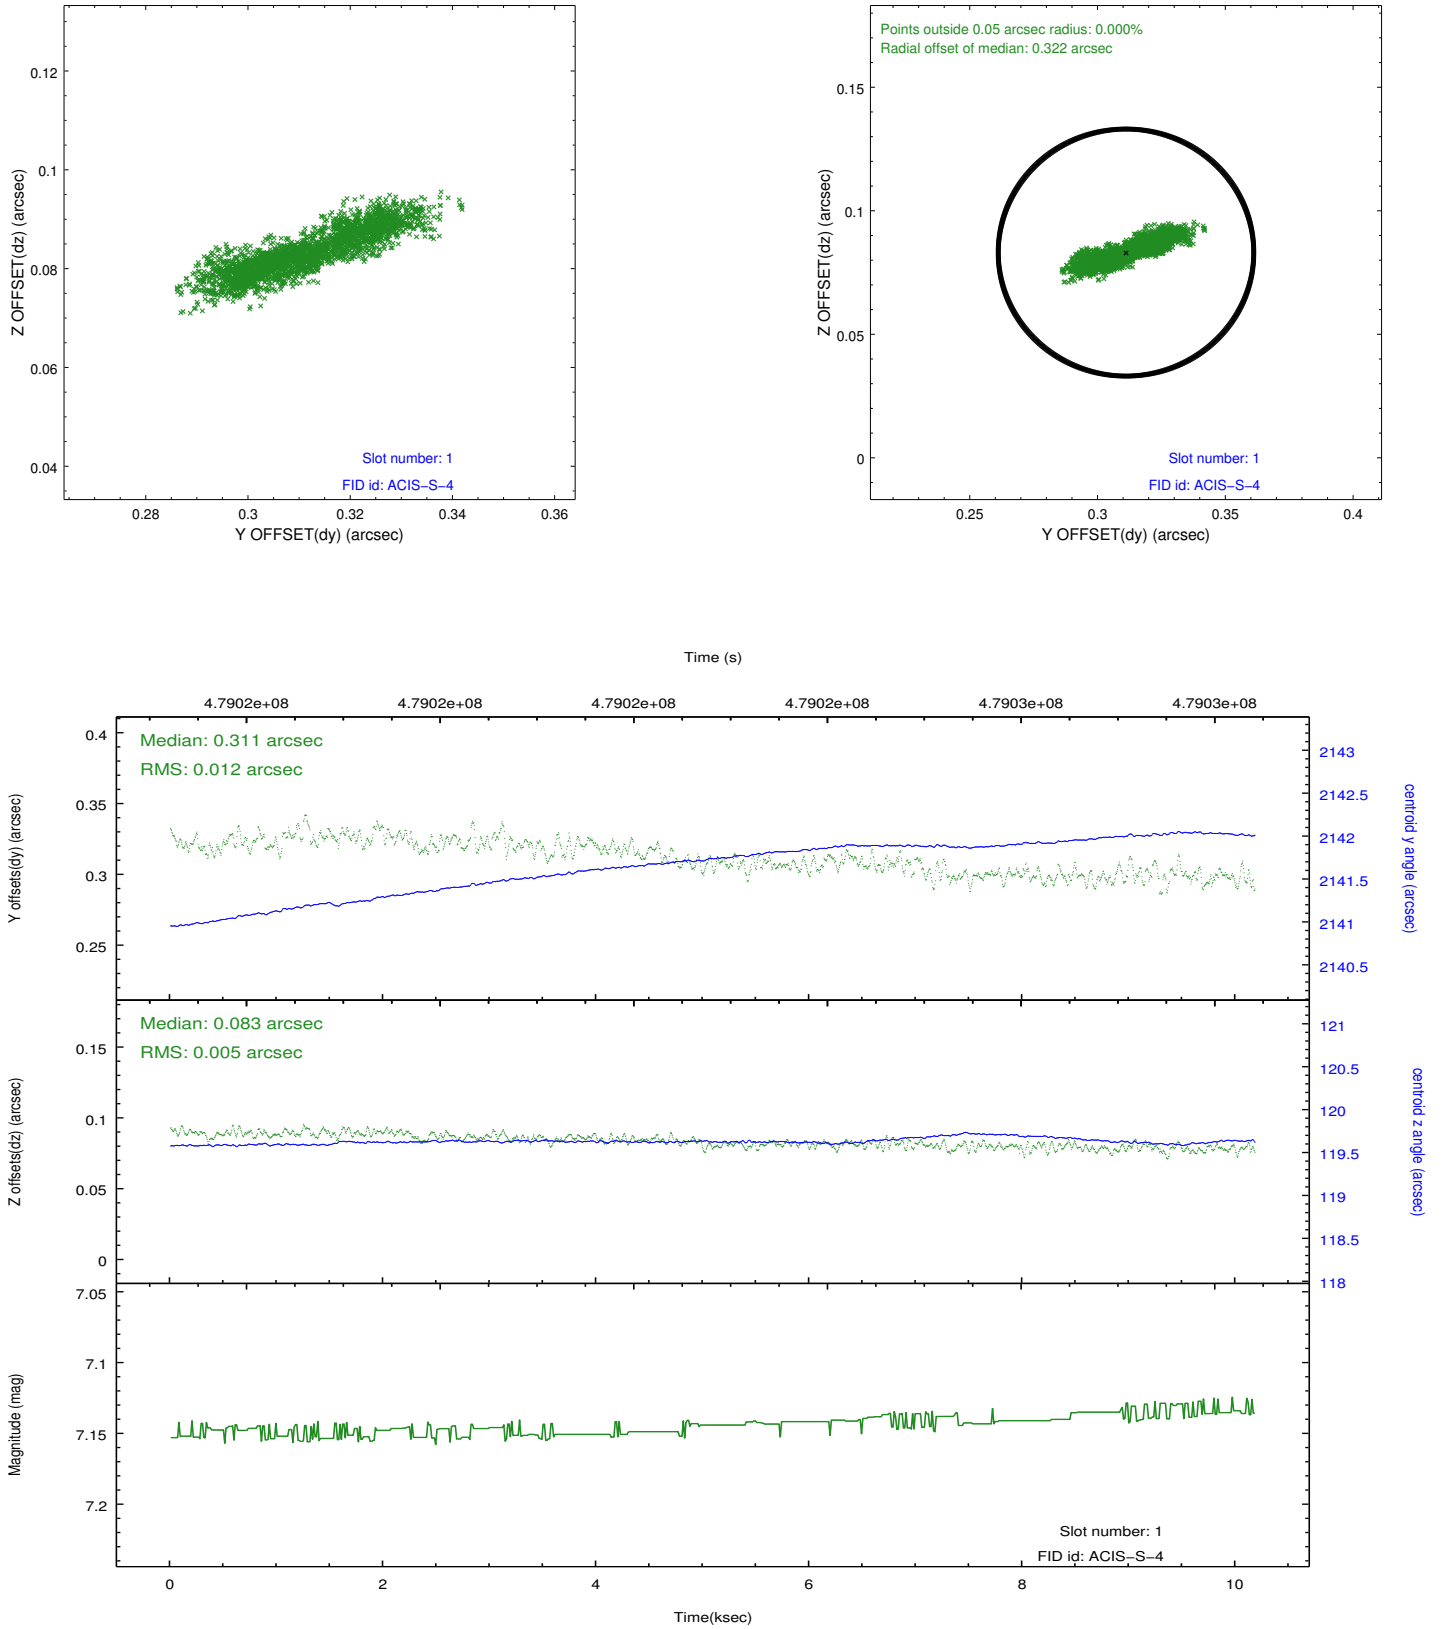 0.12
0.1
0.08
0.06
0.04
Z OFFSET(dz) (arcsec)
Slot number: 1
FID id: ACIS−S−4
0.28 0.3 0.32 0.34 0.36
Y OFFSET(dy) (arcsec)
Points outside 0.05 arcsec radius: 0.000%
Radial offset of median: 0.322 arcsec
0.15
0.1
0.05
0
Z OFFSET(dz) (arcsec)
Slot number: 1
FID id: ACIS−S−4
0.25 0.3 0.35 0.4
Y OFFSET(dy) (arcsec)
Time (s)
4.7902e+08 4.7902e+08 4.7902e+08 4.7902e+08 4.7903e+08 4.7903e+08
Median: 0.311 arcsec
RMS: 0.012 arcsec
0.4
0.35
0.3
0.25
Y offsets(dy) (arcsec)
2143
2142.5
2142
2141.5
2141
2140.5
centroid y angle (arcsec)
Median: 0.083 arcsec
RMS: 0.005 arcsec
0.15
0.1
0.05
0
Z offsets(dz) (arcsec)
121
120.5
120
119.5
119
118.5
118
centroid z angle (arcsec)
7.05
7.1
7.15
7.2
Magnitude (mag)
Slot number: 1
FID id: ACIS−S−4
0 2 4 6 8 10
Time(ksec)